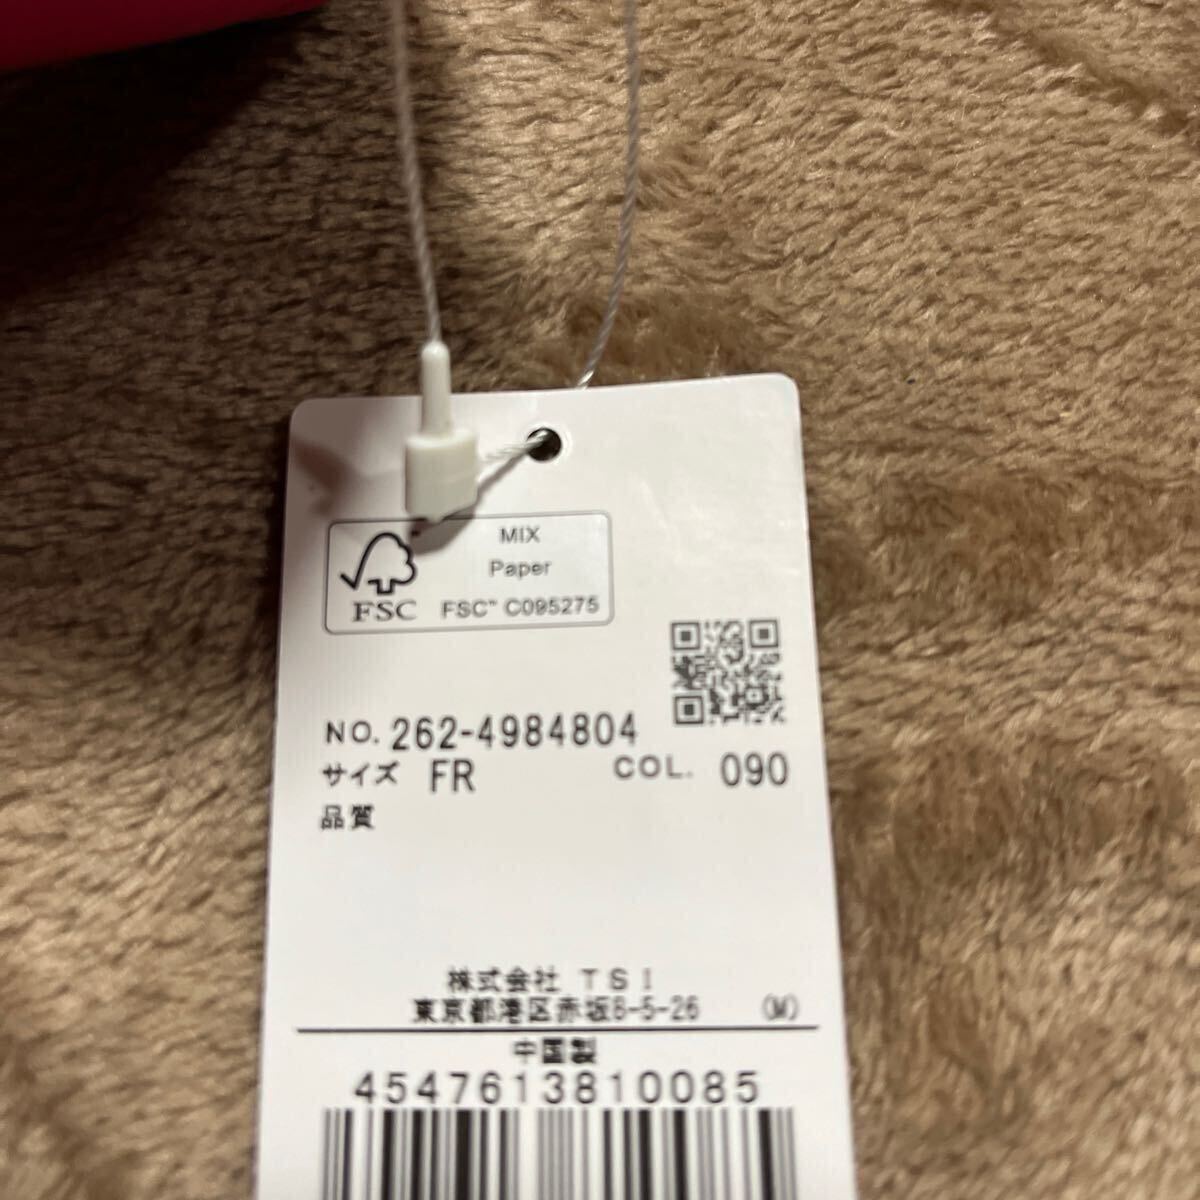 MIX
Paper
FSC FSC™ C095275
NO. 262-4984804
サイズ FR COL. 090
品質
株式会社 TSI
東京都港区赤坂8-5-26 (M)
中国製
4547613810085